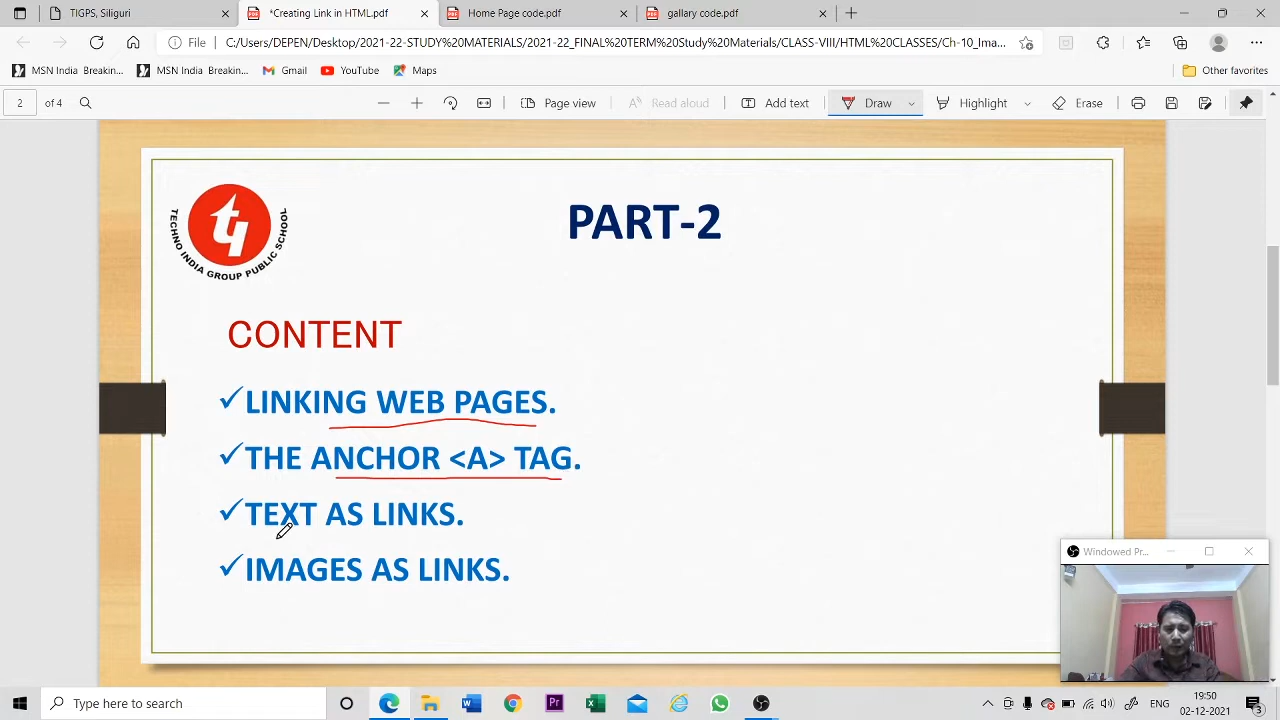 TIGPS, Siliguri
*Creating Link in HTML.pdf
Home Page code.pdf
gallary code.pdf
File
C:/Users/DEPEN/Desktop/2021-22-STUDY%20MATERIALS/2021-22_FINAL%20TERM%20Study%20Materials/CLASS-VIII/HTML%20CLASSES/Ch-10_Ima...
MSN India Breakin...
MSN India Breakin...
Gmail
YouTube
Maps
Other favorites
2 of 4
Page view
Read aloud
Add text
Draw
Highlight
Erase
TECHNO INDIA GROUP PUBLIC SCHOOL
PART-2
CONTENT
LINKING WEB PAGES.
THE ANCHOR <A> TAG.
TEXT AS LINKS.
IMAGES AS LINKS.
Windowed Pr...
Type here to search
ENG
19:50
02-12-2021
3